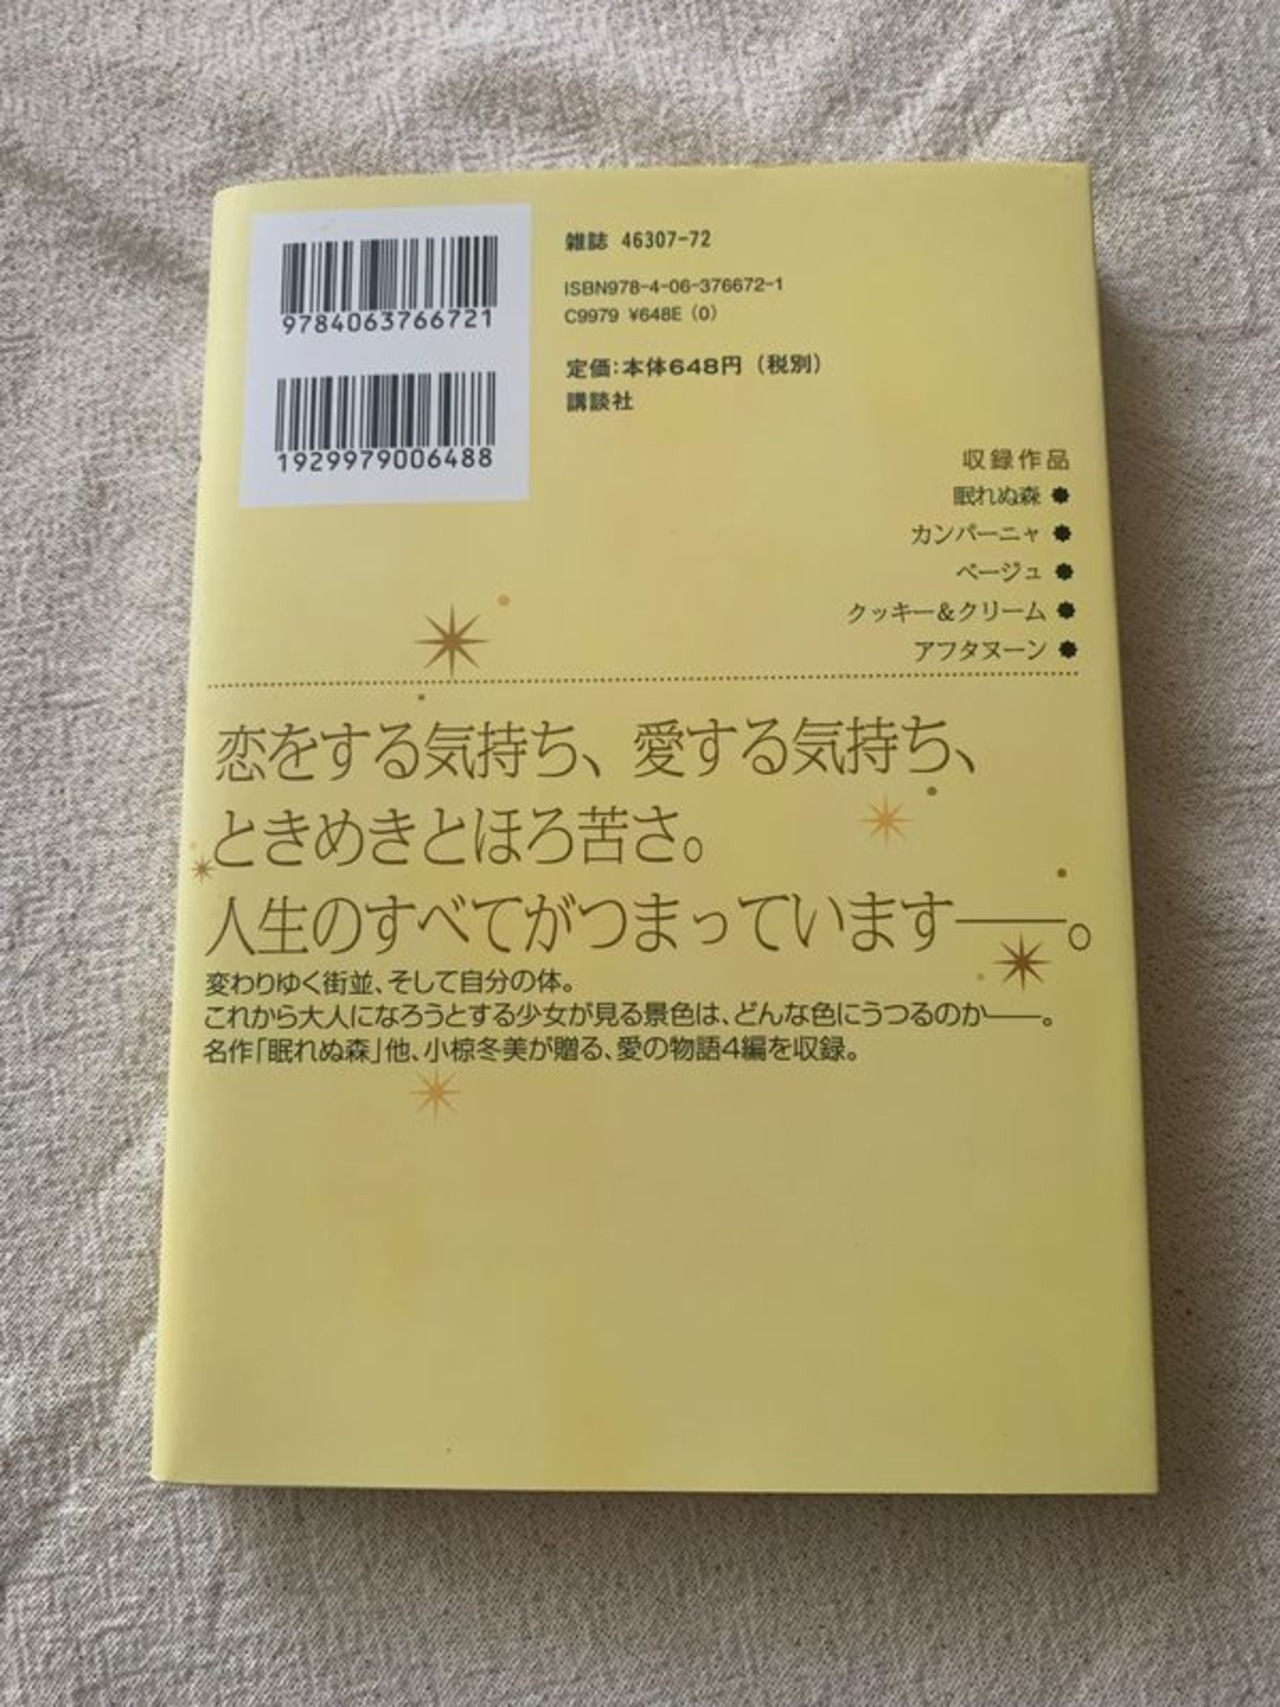 9784063766721
1929979006488
雑誌 46307-72
ISBN978-4-06-376672-1
C9979 ¥648E (0)
定価:本体648円(税別)
講談社
収録作品
眠れぬ森
カンパーニャ
ベージュ
クッキー&クリーム
アフタヌーン
恋をする気持ち、愛する気持ち、
ときめきとほろ苦さ。
人生のすべてがつまっています――。
変わりゆく街並、そして自分の体。
これから大人になろうとする少女が見る景色は、どんな色にうつるのか――。
名作「眠れぬ森」他、小椋冬美が贈る、愛の物語4編を収録。